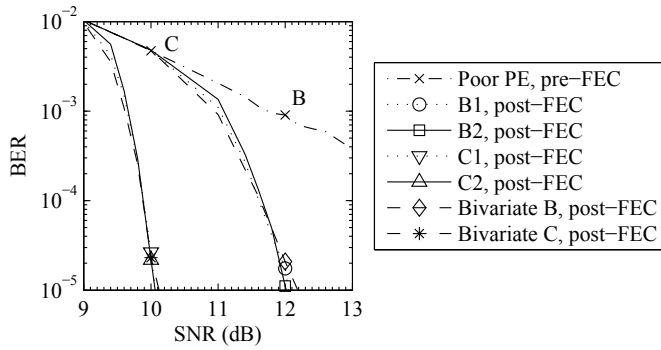 10−2
10−3
10−4
10−5
BER
C
B
9 10 11 12 13
SNR (dB)
Poor PE, pre−FEC
B1, post−FEC
B2, post−FEC
C1, post−FEC
C2, post−FEC
Bivariate B, post−FEC
Bivariate C, post−FEC